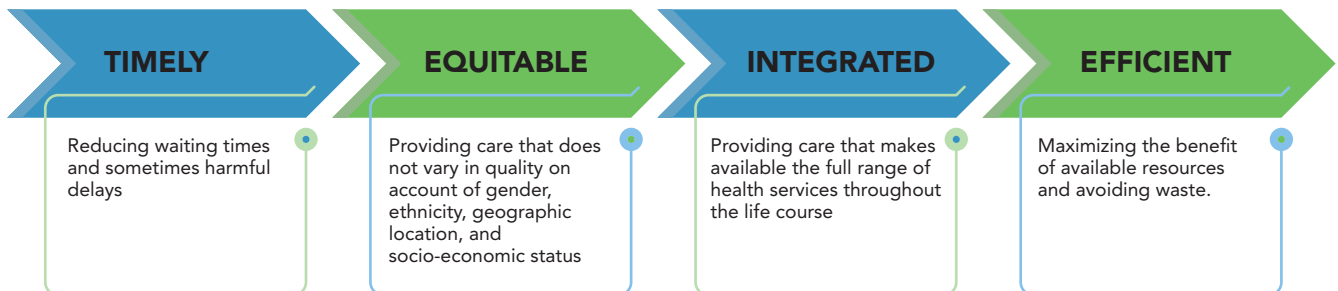 TIMELY
Reducing waiting times
and sometimes harmful
delays
EQUITABLE
Providing care that does
not vary in quality on
account of gender,
ethnicity, geographic
location, and
socio-economic status
INTEGRATED
Providing care that makes
available the full range of
health services throughout
the life course
EFFICIENT
Maximizing the benefit
of available resources
and avoiding waste.